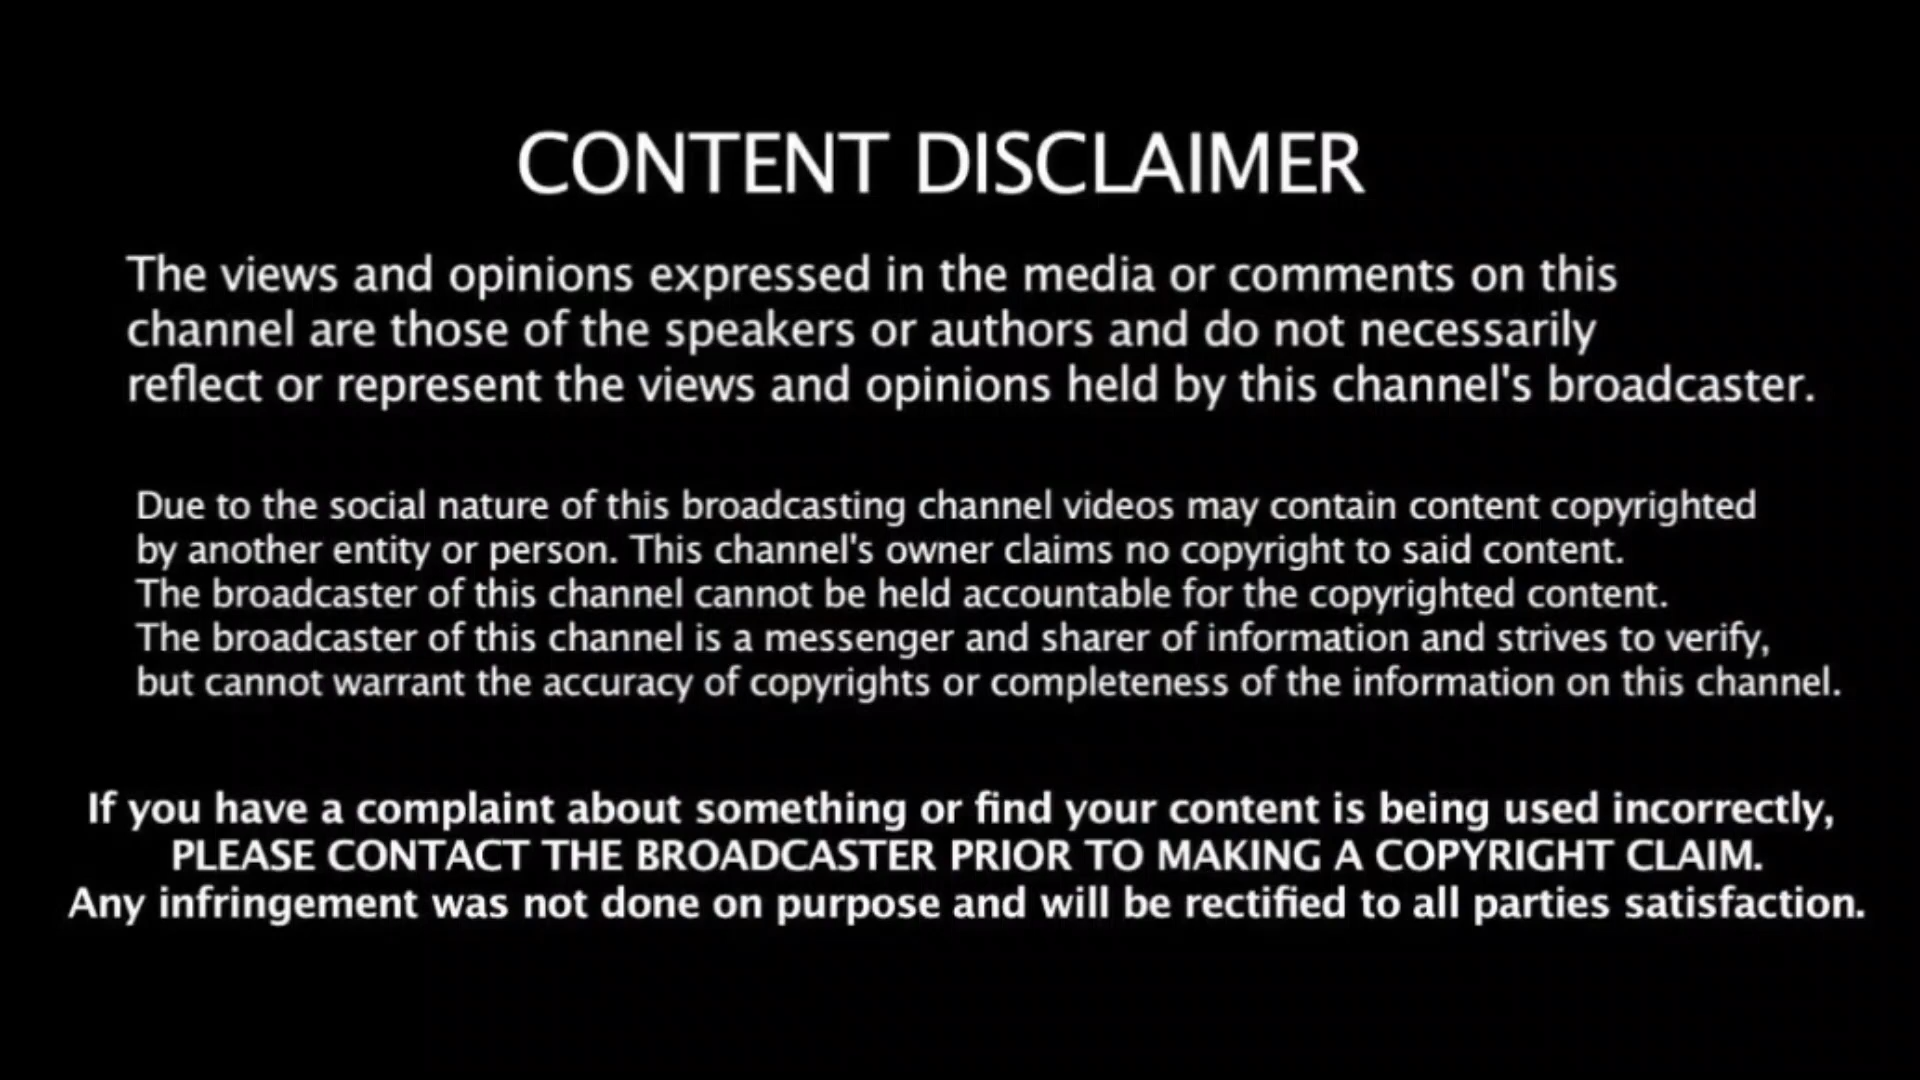 CONTENT DISCLAIMER
The views and opinions expressed in the media or comments on this
channel are those of the speakers or authors and do not necessarily
reflect or represent the views and opinions held by this channel's broadcaster.
Due to the social nature of this broadcasting channel videos may contain content copyrighted
by another entity or person. This channel's owner claims no copyright to said content.
The broadcaster of this channel cannot be held accountable for the copyrighted content.
The broadcaster of this channel is a messenger and sharer of information and strives to verify,
but cannot warrant the accuracy of copyrights or completeness of the information on this channel.
If you have a complaint about something or find your content is being used incorrectly,
PLEASE CONTACT THE BROADCASTER PRIOR TO MAKING A COPYRIGHT CLAIM.
Any infringement was not done on purpose and will be rectified to all parties satisfaction.